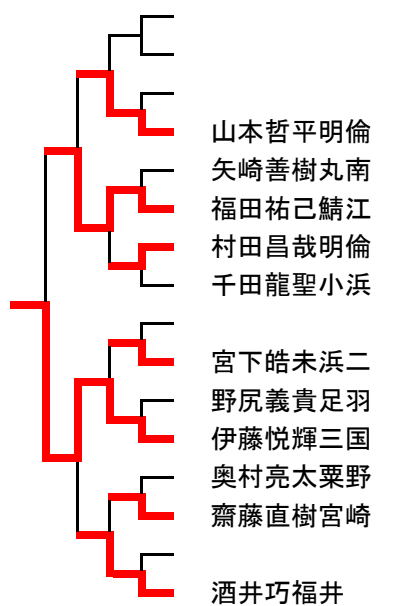 山本哲平明倫
矢崎善樹丸南
福田祐己鯖江
村田昌哉明倫
千田龍聖小浜
宮下皓未浜二
野尻義貴足羽
伊藤悦輝三国
奥村亮太粟野
齋藤直樹宮崎
酒井巧福井